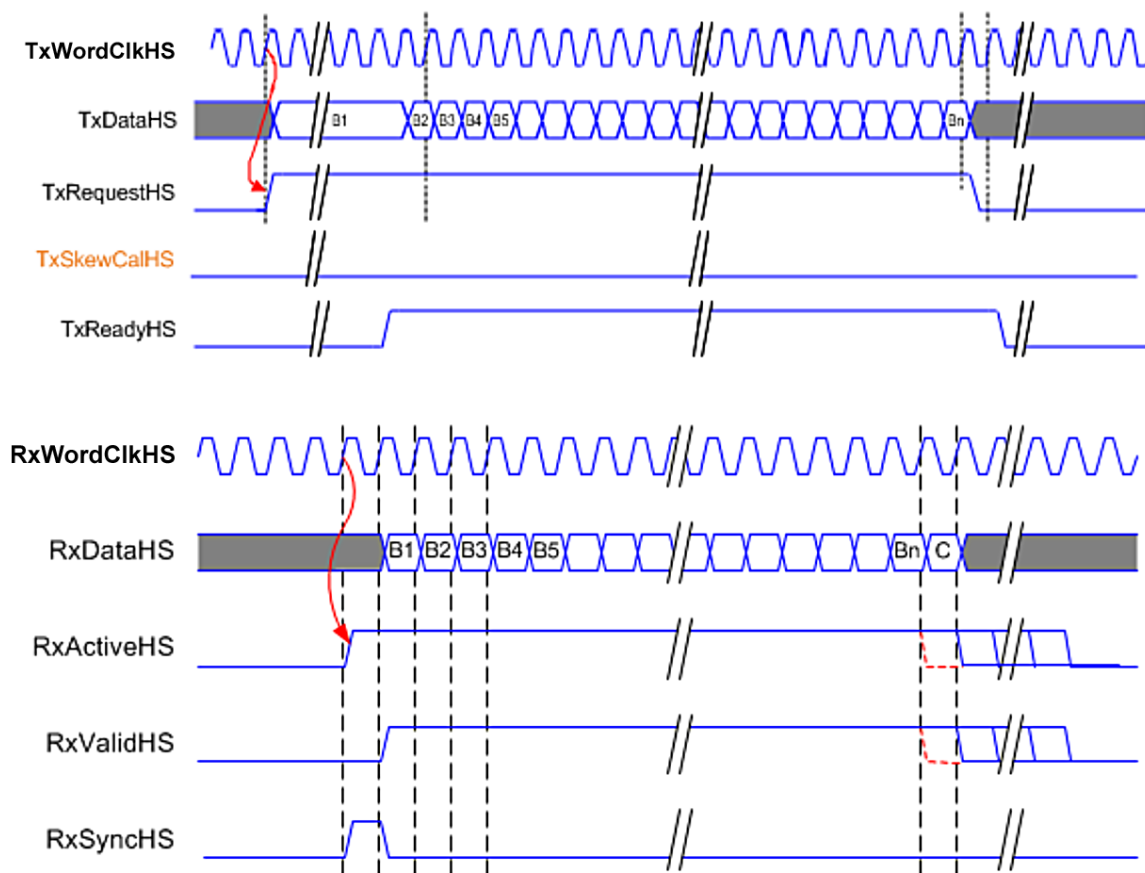 TxWordClkHS
TxDataHS B1 B2 B3 B4 B5 Bn
TxRequestHS
TxSkewCalHS
TxReadyHS
RxWordClkHS
RxDataHS B1 B2 B3 B4 B5 Bn C
RxActiveHS
RxValidHS
RxSyncHS